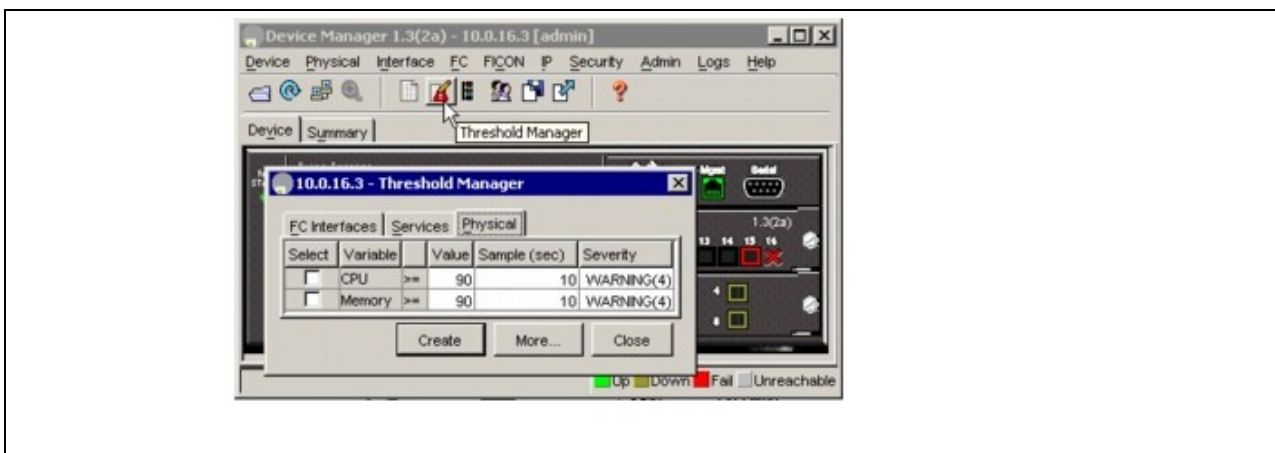 Device Manager 1.3(2a) - 10.0.16.3 [admin]
Device Physical Interface FC FICON IP Security Admin Logs Help
Threshold Manager
Device Summary
Mgmt Serial
10.0.16.3 - Threshold Manager
1.3(2a)
FC Interfaces Services Physical
13 14 15 16
Select Variable Value Sample (sec) Severity
CPU >= 90 10 WARNING(4)
Memory >= 90 10 WARNING(4)
4
8
Create More... Close
Up Down Fail Unreachable